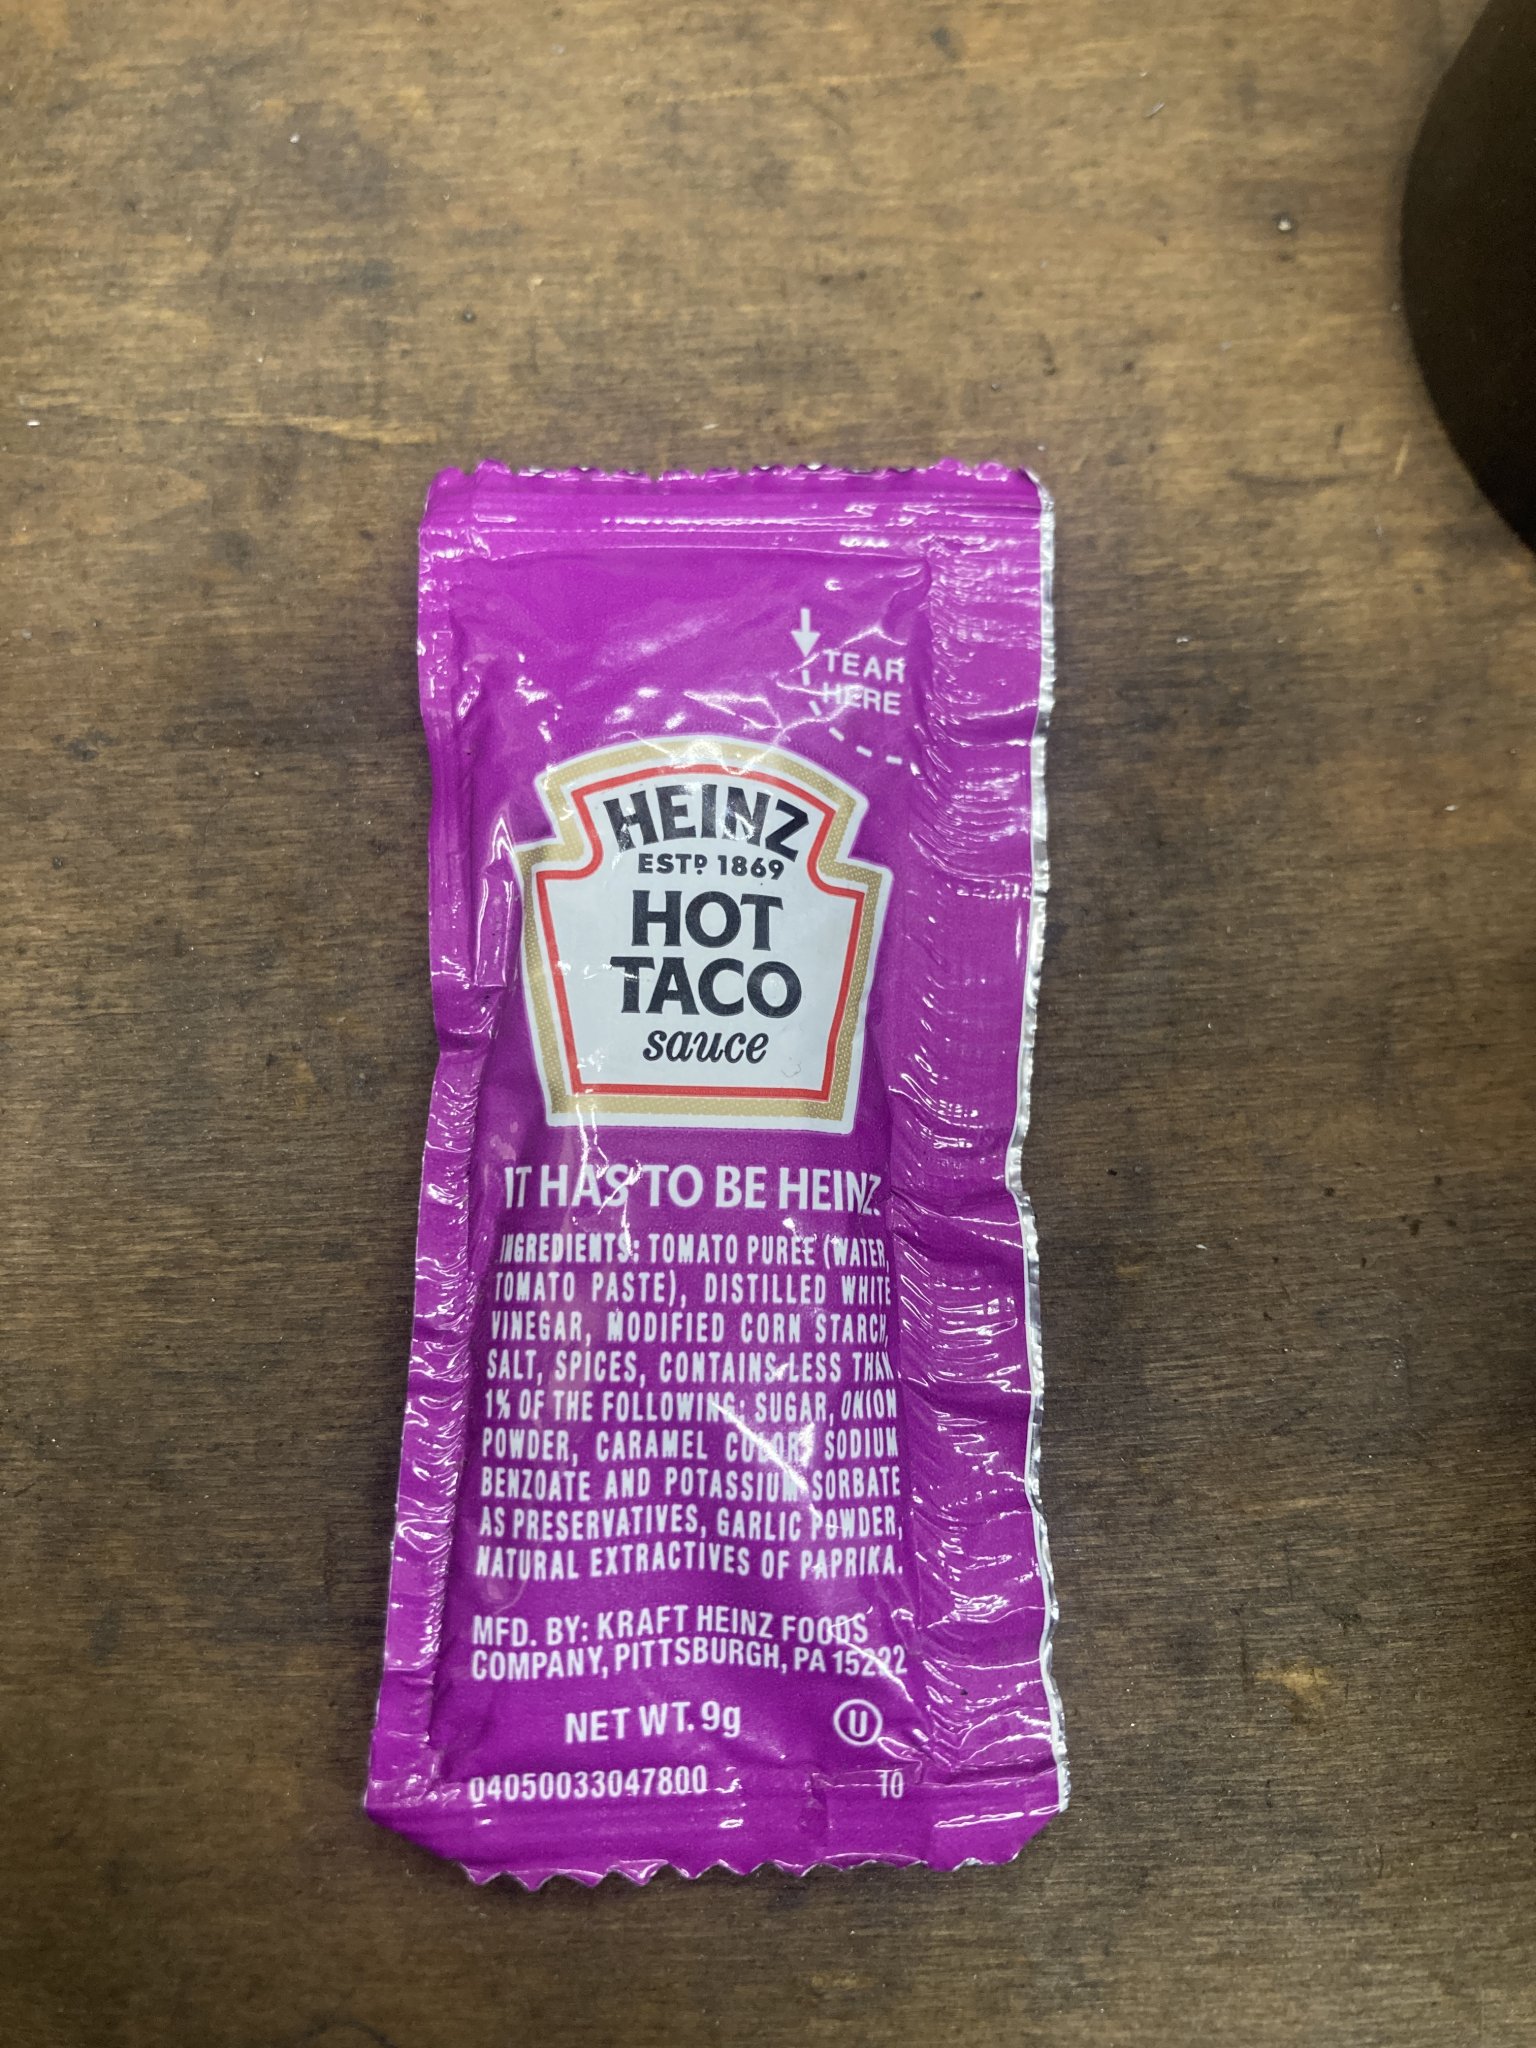 TEAR
HERE
HEINZ
ESTD 1869
HOT
TACO
sauce
IT HAS TO BE HEINZ.
INGREDIENTS: TOMATO PUREE (WATER,
TOMATO PASTE), DISTILLED WHITE
VINEGAR, MODIFIED CORN STARCH,
SALT, SPICES, CONTAINS LESS THAN
1% OF THE FOLLOWING: SUGAR, ONION
POWDER, CARAMEL COLOR, SODIUM
BENZOATE AND POTASSIUM SORBATE
AS PRESERVATIVES, GARLIC POWDER,
NATURAL EXTRACTIVES OF PAPRIKA.
MFD. BY: KRAFT HEINZ FOODS
COMPANY, PITTSBURGH, PA 15222
NET WT. 9g U
04050033047800 10